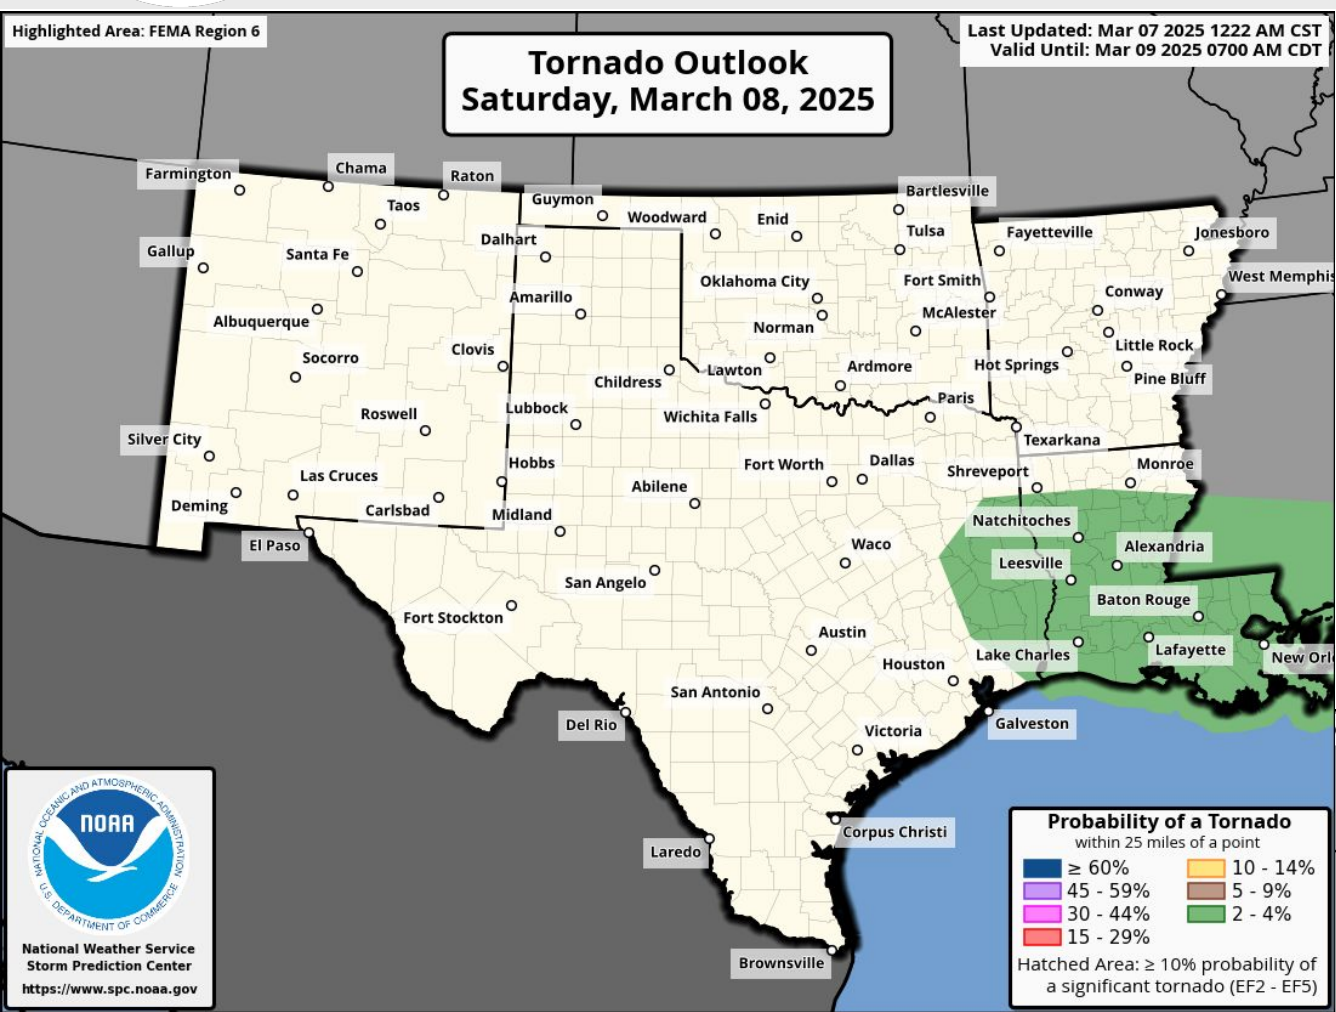 Highlighted Area: FEMA Region 6
Last Updated: Mar 07 2025 1222 AM CST
Valid Until: Mar 09 2025 0700 AM CDT
Tornado Outlook
Saturday, March 08, 2025
Farmington
Chama
Raton
Taos
Guymon
Woodward
Enid
Bartlesville
Tulsa
Fayetteville
Jonesboro
Gallup
Santa Fe
Dalhart
Oklahoma City
Fort Smith
West Memphis
Amarillo
Conway
Albuquerque
Norman
McAlester
Little Rock
Socorro
Clovis
Childress
Lawton
Ardmore
Hot Springs
Pine Bluff
Roswell
Lubbock
Wichita Falls
Paris
Texarkana
Silver City
Las Cruces
Hobbs
Abilene
Fort Worth
Dallas
Shreveport
Monroe
Deming
Carlsbad
Midland
Natchitoches
El Paso
Waco
Alexandria
San Angelo
Leesville
Fort Stockton
Baton Rouge
Austin
Houston
Lake Charles
Lafayette
New Orl
San Antonio
Del Rio
Victoria
Galveston
Corpus Christi
Laredo
Brownsville
NATIONAL OCEANIC AND ATMOSPHERIC ADMINISTRATION
NOAA
U.S. DEPARTMENT OF COMMERCE
National Weather Service
Storm Prediction Center
https://www.spc.noaa.gov
Probability of a Tornado
within 25 miles of a point
≥ 60%
10 - 14%
45 - 59%
5 - 9%
30 - 44%
2 - 4%
15 - 29%
Hatched Area: ≥ 10% probability of
a significant tornado (EF2 - EF5)